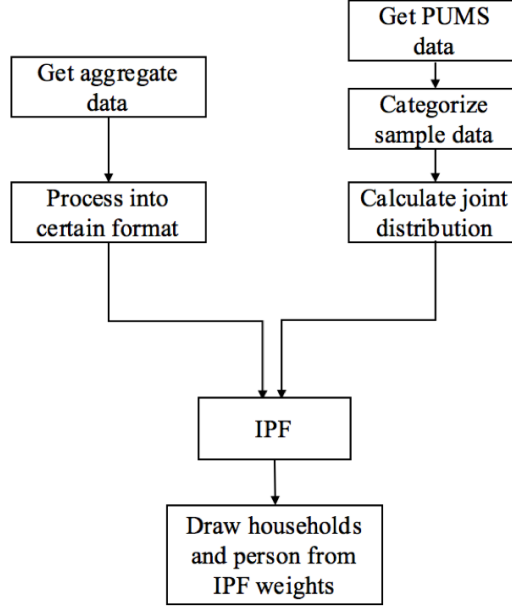 Get PUMS
data
Get aggregate
data
Categorize
sample data
Process into
certain format
Calculate joint
distribution
IPF
Draw households
and person from
IPF weights